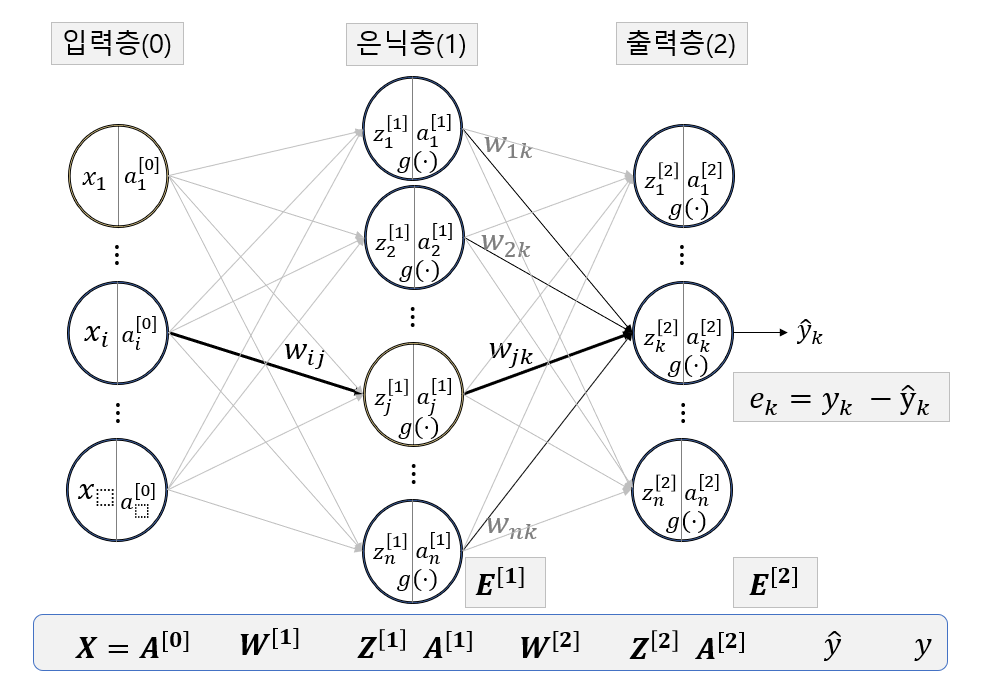 입력층(0) 은닉층(1) 출력층(2)
z₁^[1] a₁^[1]
g(·)
w₁ₖ
x₁ a₁^[0]
z₁^[2] a₁^[2]
g(·)
z₂^[1] a₂^[1]
g(·)
w₂ₖ
⋮ ⋮ ⋮
xᵢ aᵢ^[0]
wᵢⱼ
wⱼₖ
zₖ^[2] aₖ^[2]
g(·)
ŷₖ
zⱼ^[1] aⱼ^[1]
g(·)
eₖ = yₖ − ŷₖ
⋮ ⋮ ⋮
x⬚ a⬚^[0]
zₙ^[2] aₙ^[2]
g(·)
wₙₖ
zₙ^[1] aₙ^[1]
g(·)
E^[1] E^[2]
X = A^[0] W^[1] Z^[1] A^[1] W^[2] Z^[2] A^[2] ŷ y